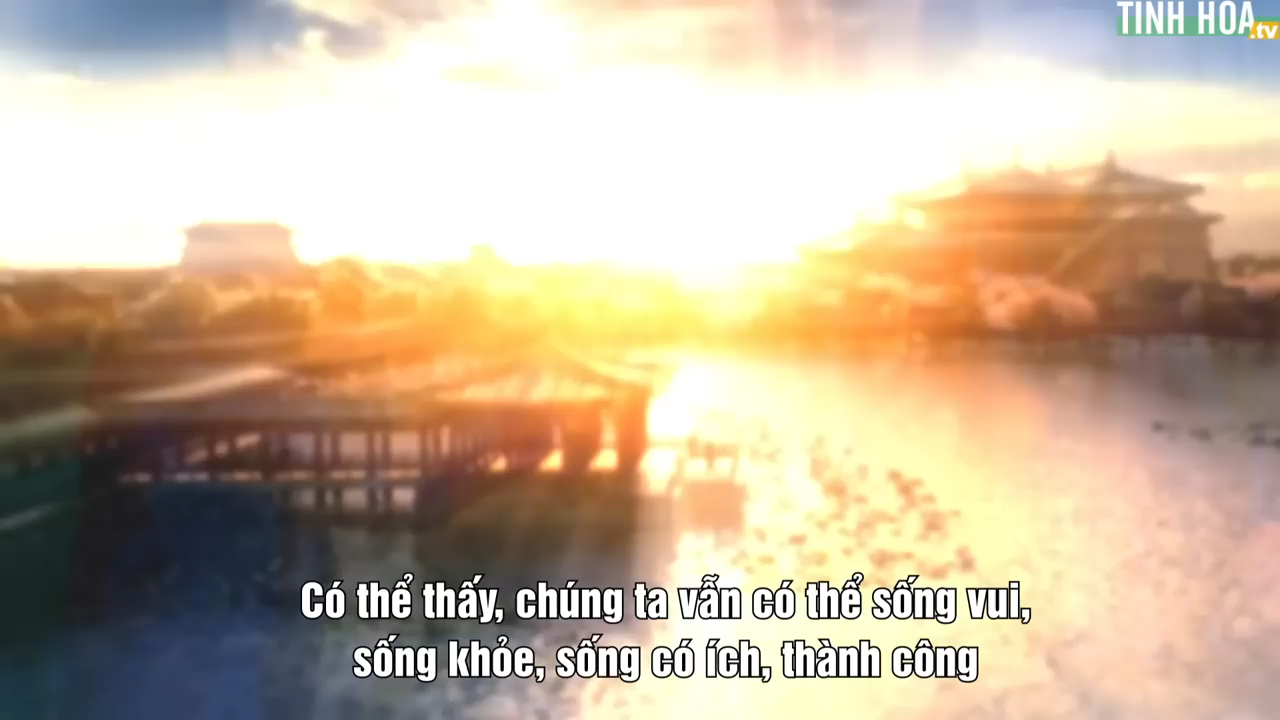 TINH HOA
.tv
Có thể thấy, chúng ta vẫn có thể sống vui,
sống khỏe, sống có ích, thành công